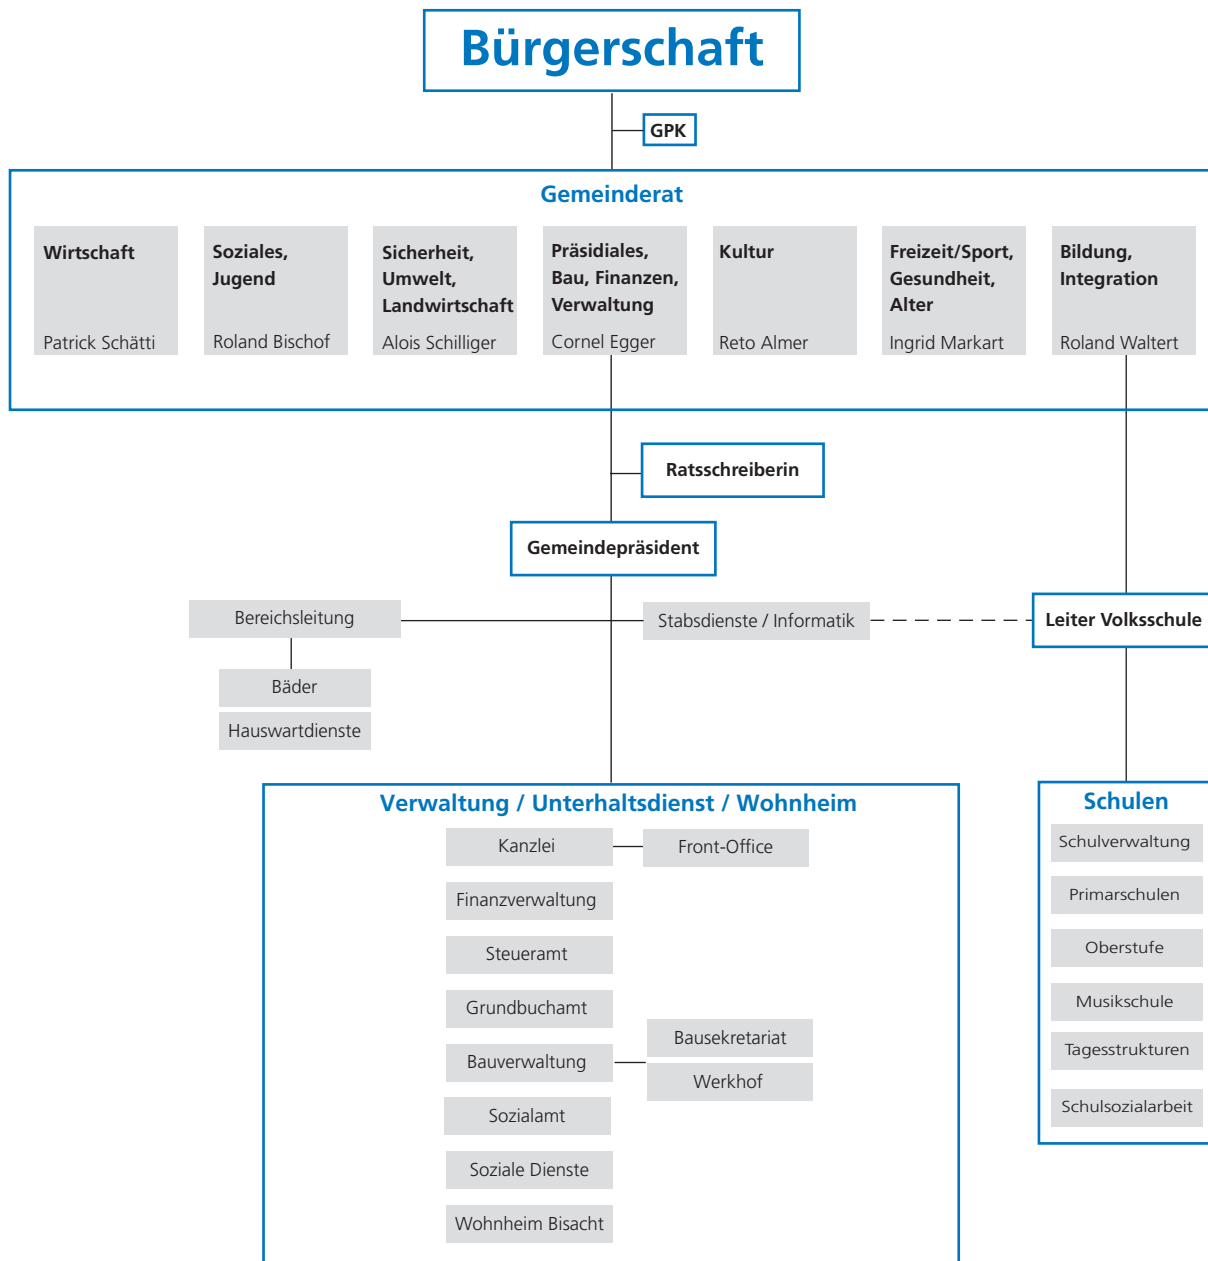 Bürgerschaft
GPK
Gemeinderat
Wirtschaft
Patrick Schätti
Soziales,
Jugend
Roland Bischof
Sicherheit,
Umwelt,
Landwirtschaft
Alois Schilliger
Präsidiales,
Bau, Finanzen,
Verwaltung
Cornel Egger
Kultur
Reto Almer
Freizeit/Sport,
Gesundheit,
Alter
Ingrid Markart
Bildung,
Integration
Roland Waltert
Ratsschreiberin
Gemeindepräsident
Bereichsleitung
Stabsdienste / Informatik
Leiter Volksschule
Bäder
Hauswartdienste
Verwaltung / Unterhaltsdienst / Wohnheim
Kanzlei
Front-Office
Finanzverwaltung
Steueramt
Grundbuchamt
Bauverwaltung
Bausekretariat
Werkhof
Sozialamt
Soziale Dienste
Wohnheim Bisacht
Schulen
Schulverwaltung
Primarschulen
Oberstufe
Musikschule
Tagesstrukturen
Schulsozialarbeit